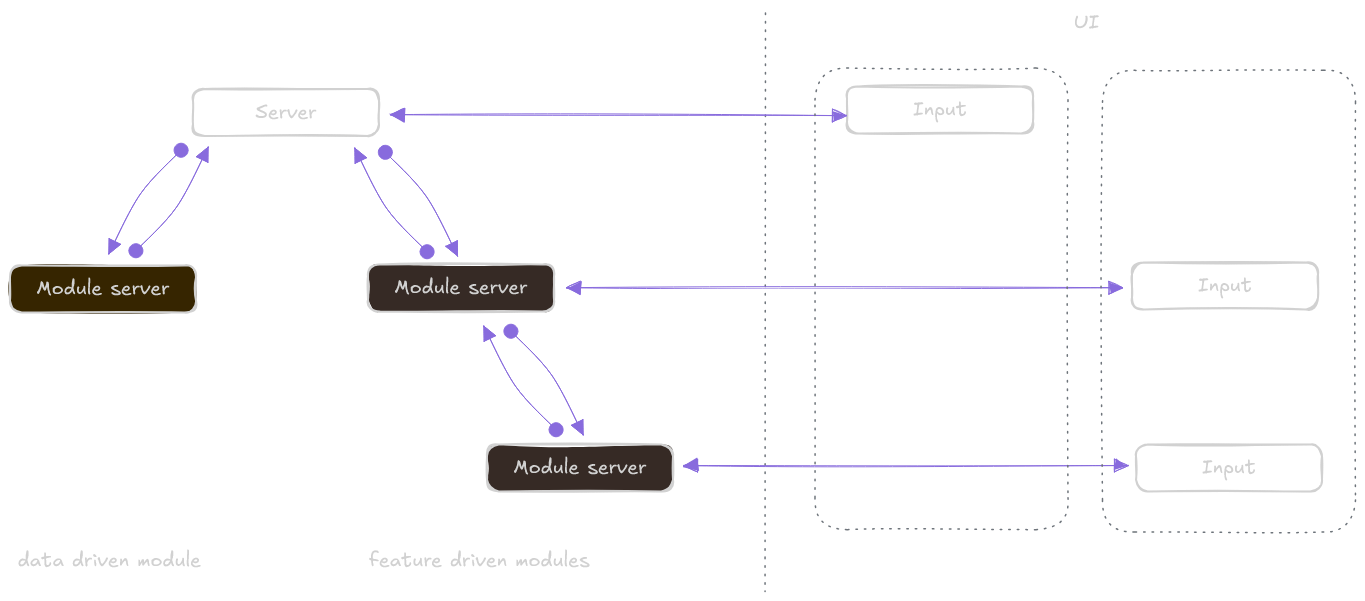 UI
Server
Input
Module server
Module server
Input
Module server
Input
data driven module
feature driven modules